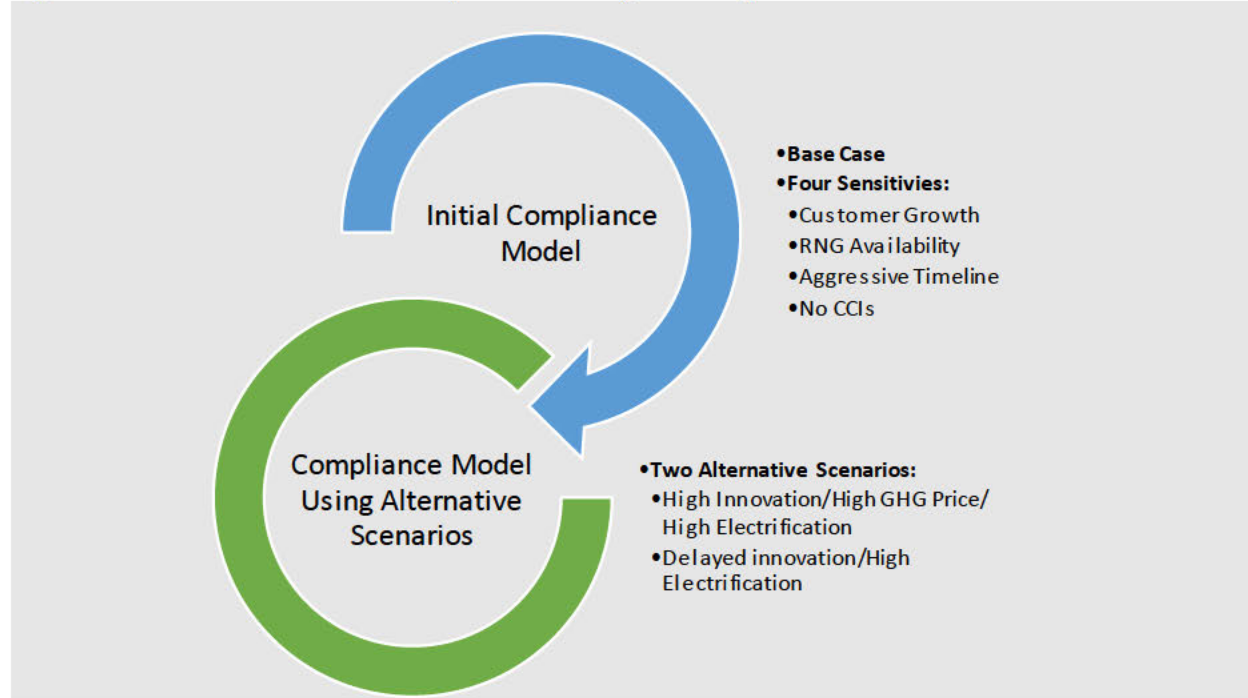 Initial Compliance
Model
•Base Case
•Four Sensitivies:
•Customer Growth
•RNG Availability
•Aggressive Timeline
•No CCIs
Compliance Model
Using Alternative
Scenarios
•Two Alternative Scenarios:
•High Innovation/High GHG Price/
High Electrification
•Delayed innovation/High
Electrification